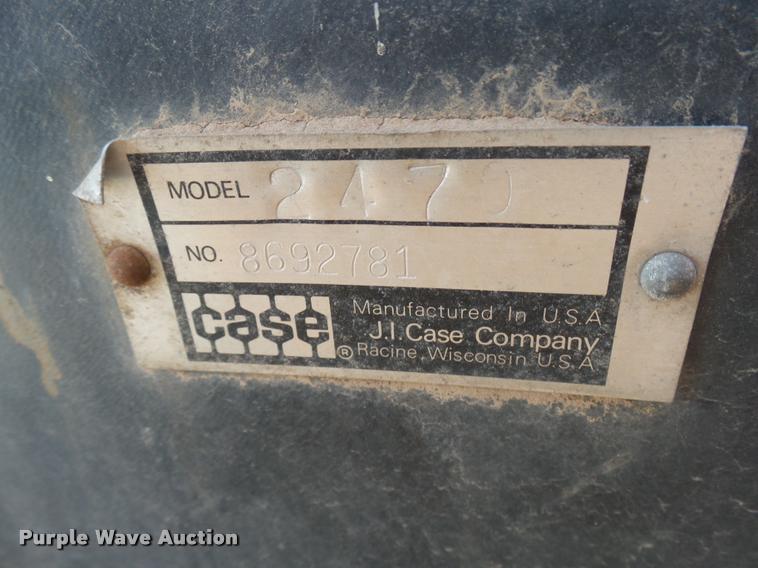 MODEL 2470
NO. 8692781
case ®
Manufactured In U.S.A
J.I. Case Company
Racine, Wisconsin U.S.A
Purple Wave Auction